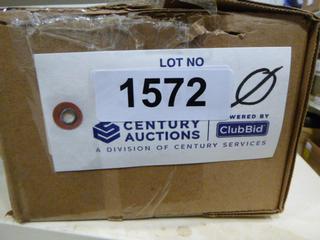 LOT NO
1572
WERED BY
CENTURY
AUCTIONS
ClubBid
A DIVISION OF CENTURY SERVICES